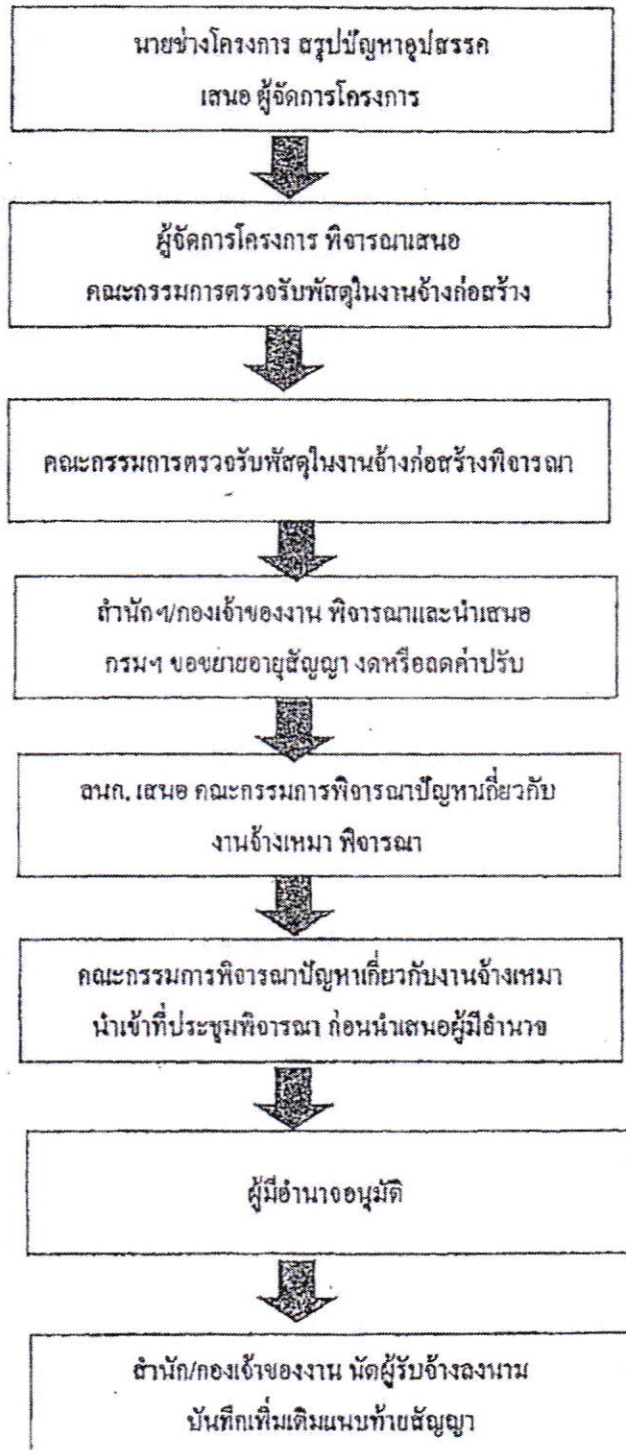 นายช่างโครงการ สรุปปัญหาอุปสรรค
เสนอ ผู้จัดการโครงการ
ผู้จัดการโครงการ พิจารณาเสนอ
คณะกรรมการตรวจรับพัสดุในงานจ้างก่อสร้าง
คณะกรรมการตรวจรับพัสดุในงานจ้างก่อสร้างพิจารณา
สำนักฯ/กองเจ้าของงาน พิจารณาและนำเสนอ
กรมฯ ขอขยายอายุสัญญา งดหรือลดค่าปรับ
ลนก. เสนอ คณะกรรมการพิจารณาปัญหาเกี่ยวกับ
งานจ้างเหมา พิจารณา
คณะกรรมการพิจารณาปัญหาเกี่ยวกับงานจ้างเหมา
นำเข้าที่ประชุมพิจารณา ก่อนนำเสนอผู้มีอำนาจ
ผู้มีอำนาจอนุมัติ
สำนัก/กองเจ้าของงาน นัดผู้รับจ้างลงนาม
บันทึกเพิ่มเติมแนบท้ายสัญญา